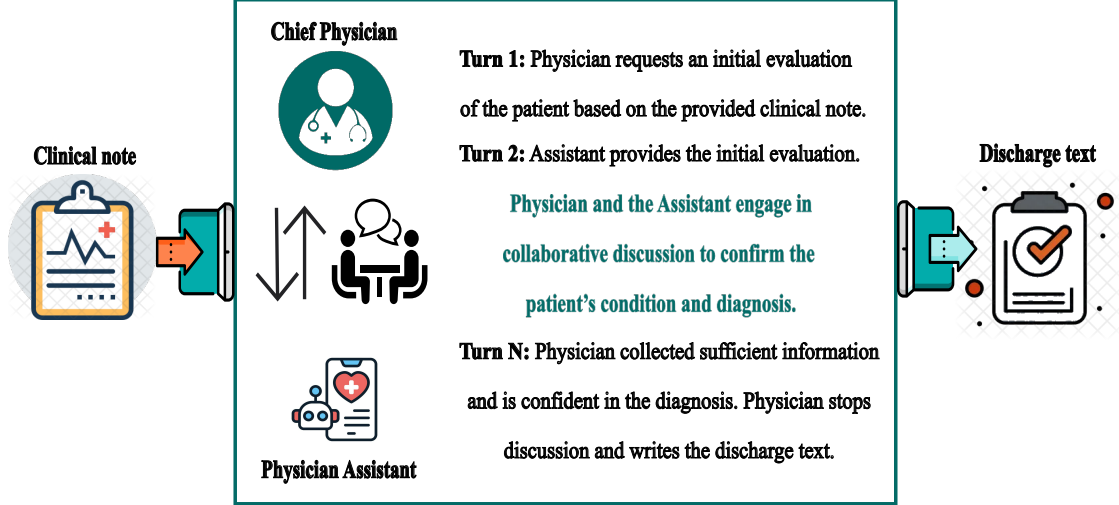 Chief Physician
Clinical note
Turn 1: Physician requests an initial evaluation
of the patient based on the provided clinical note.
Turn 2: Assistant provides the initial evaluation.
Physician and the Assistant engage in
collaborative discussion to confirm the
patient’s condition and diagnosis.
Turn N: Physician collected sufficient information
and is confident in the diagnosis. Physician stops
discussion and writes the discharge text.
Physician Assistant
Discharge text